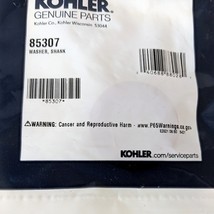 KOHLER
GENUINE PARTS
Kohler Co., Kohler Wisconsin, 53044
85307
WASHER, SHANK
*85307*
⚠WARNING: Cancer and Reproductive Harm - www.P65Warnings.ca.gov
KOHLER.com/serviceparts